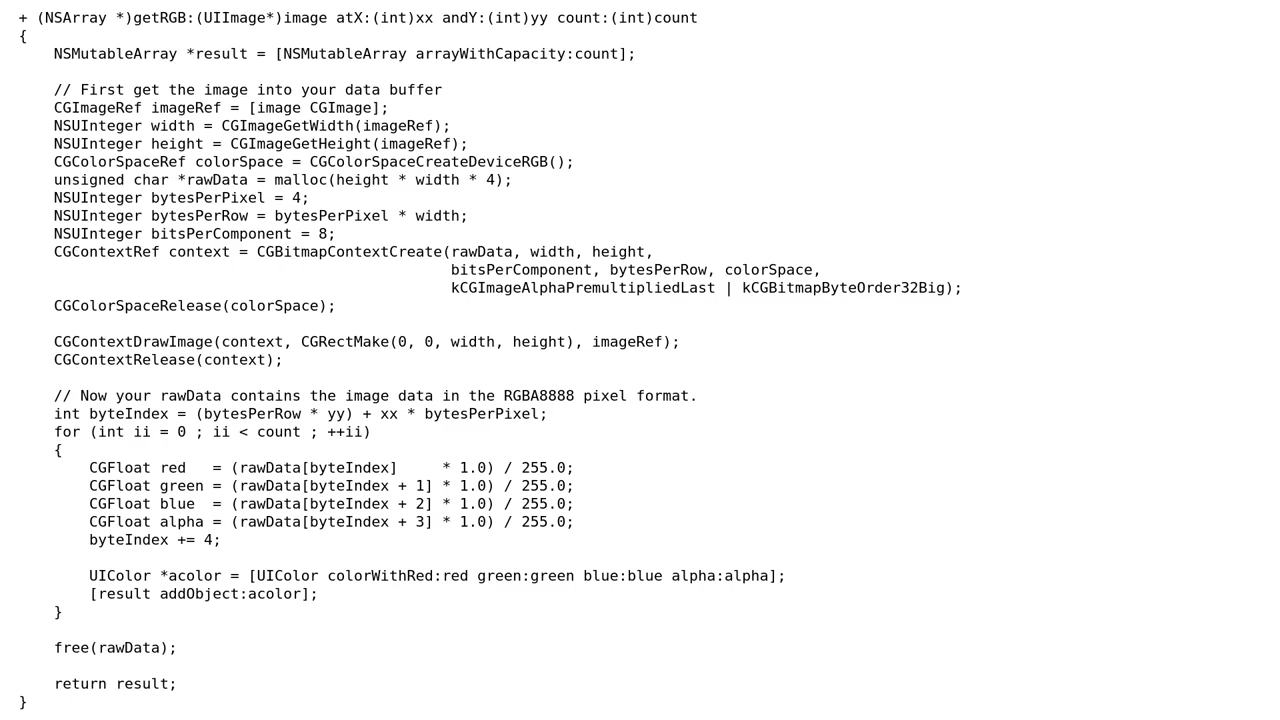 + (NSArray *)getRGB:(UIImage*)image atX:(int)xx andY:(int)yy count:(int)count
{
    NSMutableArray *result = [NSMutableArray arrayWithCapacity:count];

    // First get the image into your data buffer
    CGImageRef imageRef = [image CGImage];
    NSUInteger width = CGImageGetWidth(imageRef);
    NSUInteger height = CGImageGetHeight(imageRef);
    CGColorSpaceRef colorSpace = CGColorSpaceCreateDeviceRGB();
    unsigned char *rawData = malloc(height * width * 4);
    NSUInteger bytesPerPixel = 4;
    NSUInteger bytesPerRow = bytesPerPixel * width;
    NSUInteger bitsPerComponent = 8;
    CGContextRef context = CGBitmapContextCreate(rawData, width, height,
                                                 bitsPerComponent, bytesPerRow, colorSpace,
                                                 kCGImageAlphaPremultipliedLast | kCGBitmapByteOrder32Big);
    CGColorSpaceRelease(colorSpace);

    CGContextDrawImage(context, CGRectMake(0, 0, width, height), imageRef);
    CGContextRelease(context);

    // Now your rawData contains the image data in the RGBA8888 pixel format.
    int byteIndex = (bytesPerRow * yy) + xx * bytesPerPixel;
    for (int ii = 0 ; ii < count ; ++ii)
    {
        CGFloat red   = (rawData[byteIndex]     * 1.0) / 255.0;
        CGFloat green = (rawData[byteIndex + 1] * 1.0) / 255.0;
        CGFloat blue  = (rawData[byteIndex + 2] * 1.0) / 255.0;
        CGFloat alpha = (rawData[byteIndex + 3] * 1.0) / 255.0;
        byteIndex += 4;

        UIColor *acolor = [UIColor colorWithRed:red green:green blue:blue alpha:alpha];
        [result addObject:acolor];
    }

    free(rawData);

    return result;
}